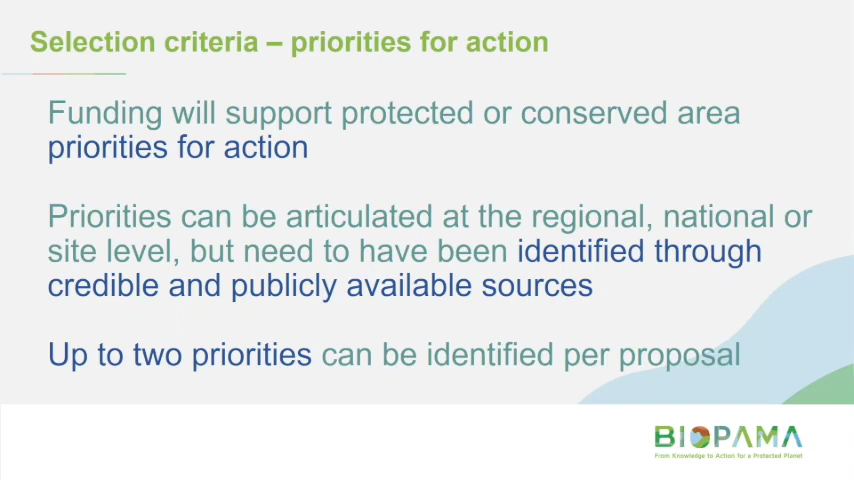 Selection criteria – priorities for action
Funding will support protected or conserved area
priorities for action
Priorities can be articulated at the regional, national or
site level, but need to have been identified through
credible and publicly available sources
Up to two priorities can be identified per proposal
BIOPAMA
From Knowledge to Action for a Protected Planet